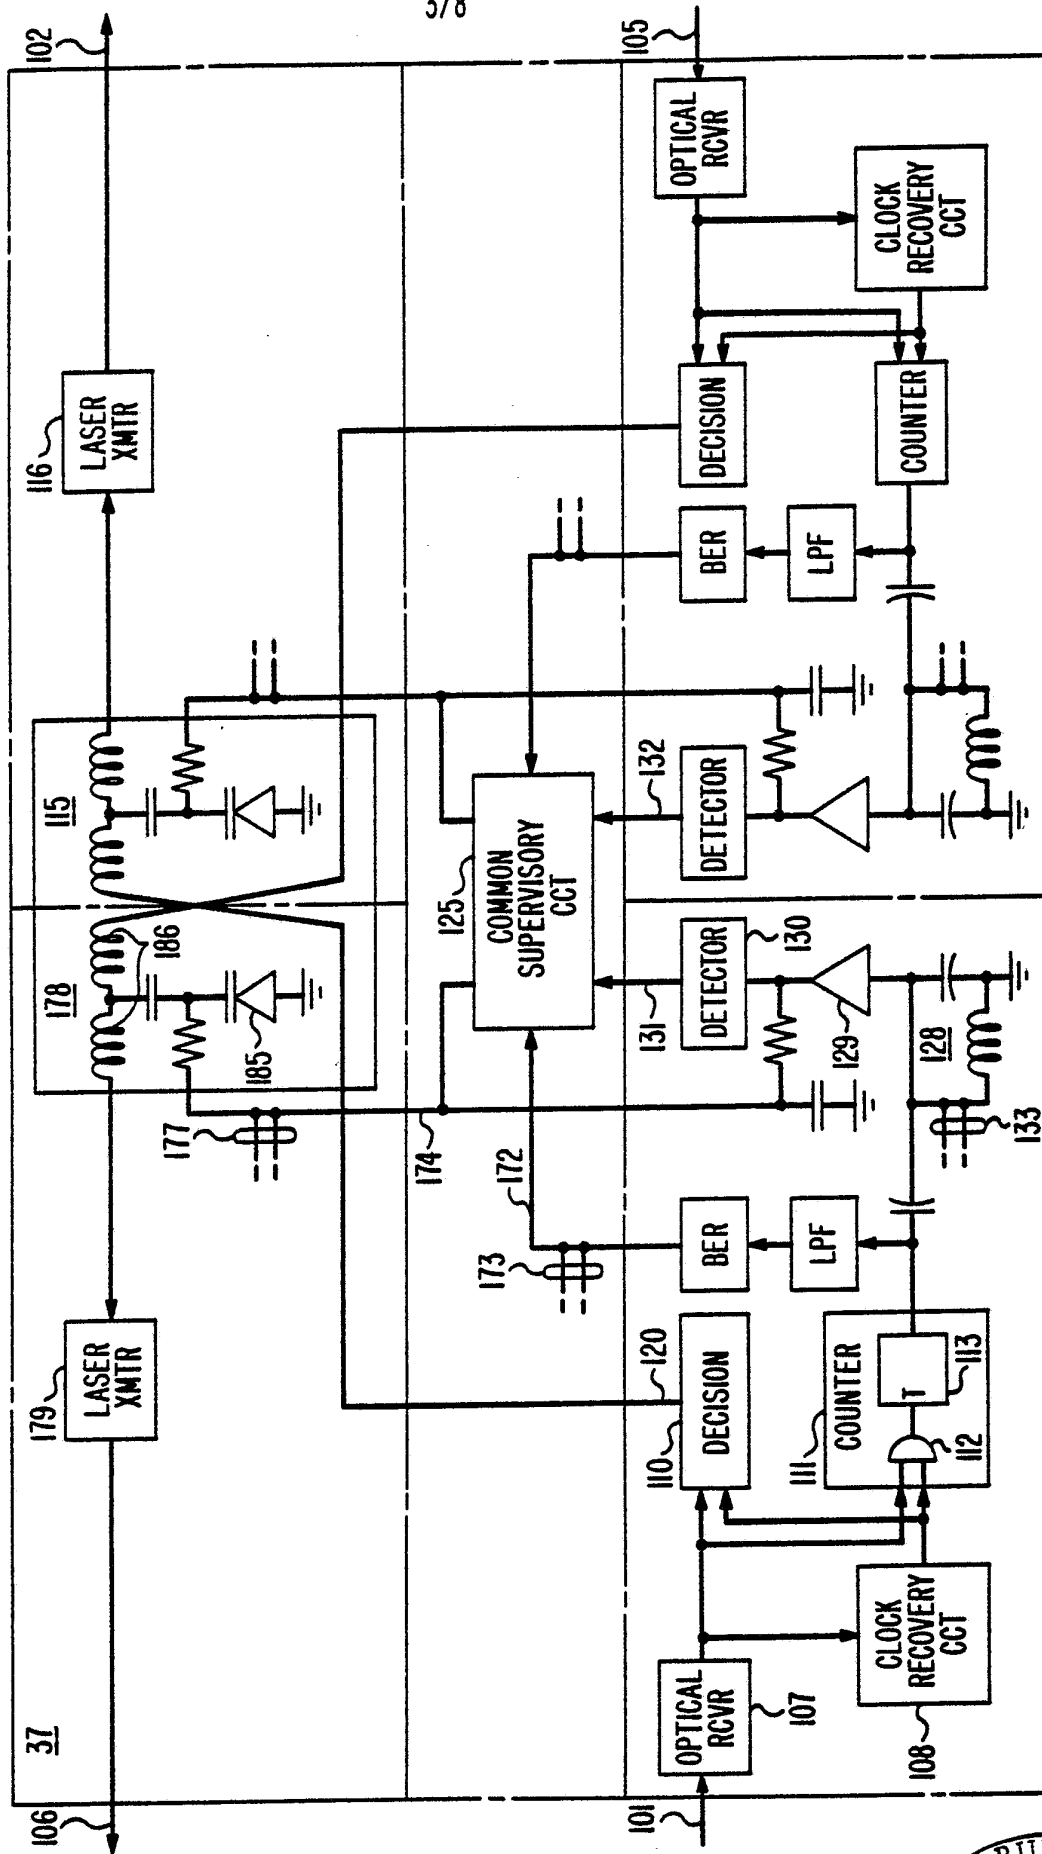 5/8
37
106
179
LASER
XMTR
178
186
185
115
116
LASER
XMTR
102
177
174
173
172
125
COMMON
SUPERVISORY
CCT
131
132
101
OPTICAL
RCVR
107
108
CLOCK
RECOVERY
CCT
110
DECISION
120
111
COUNTER
T
113
112
BER
LPF
DETECTOR
130
129
128
133
DETECTOR
BER
LPF
DECISION
COUNTER
OPTICAL
RCVR
105
CLOCK
RECOVERY
CCT